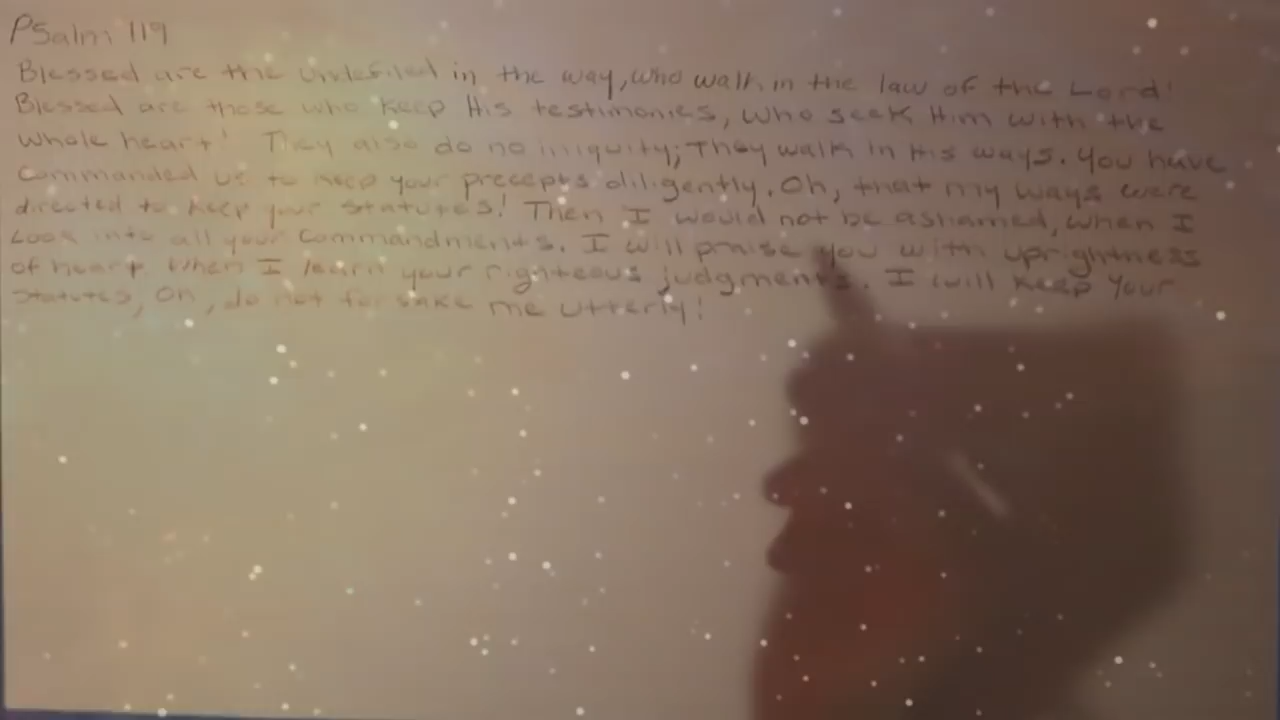 Psalm 119
Blessed are the undefiled in the way, who walk in the law of the Lord!
Blessed are those who keep His testimonies, who seek Him with the
whole heart! They also do no iniquity; They walk in His ways. You have
Commanded us to keep your precepts diligently. Oh, that my ways were
directed to keep your statutes! Then I would not be ashamed, when I
Look into all your Commandments. I will praise you with uprightness
of heart when I learn your righteous judgments. I will keep Your
statutes, Oh, do not forsake me utterly!